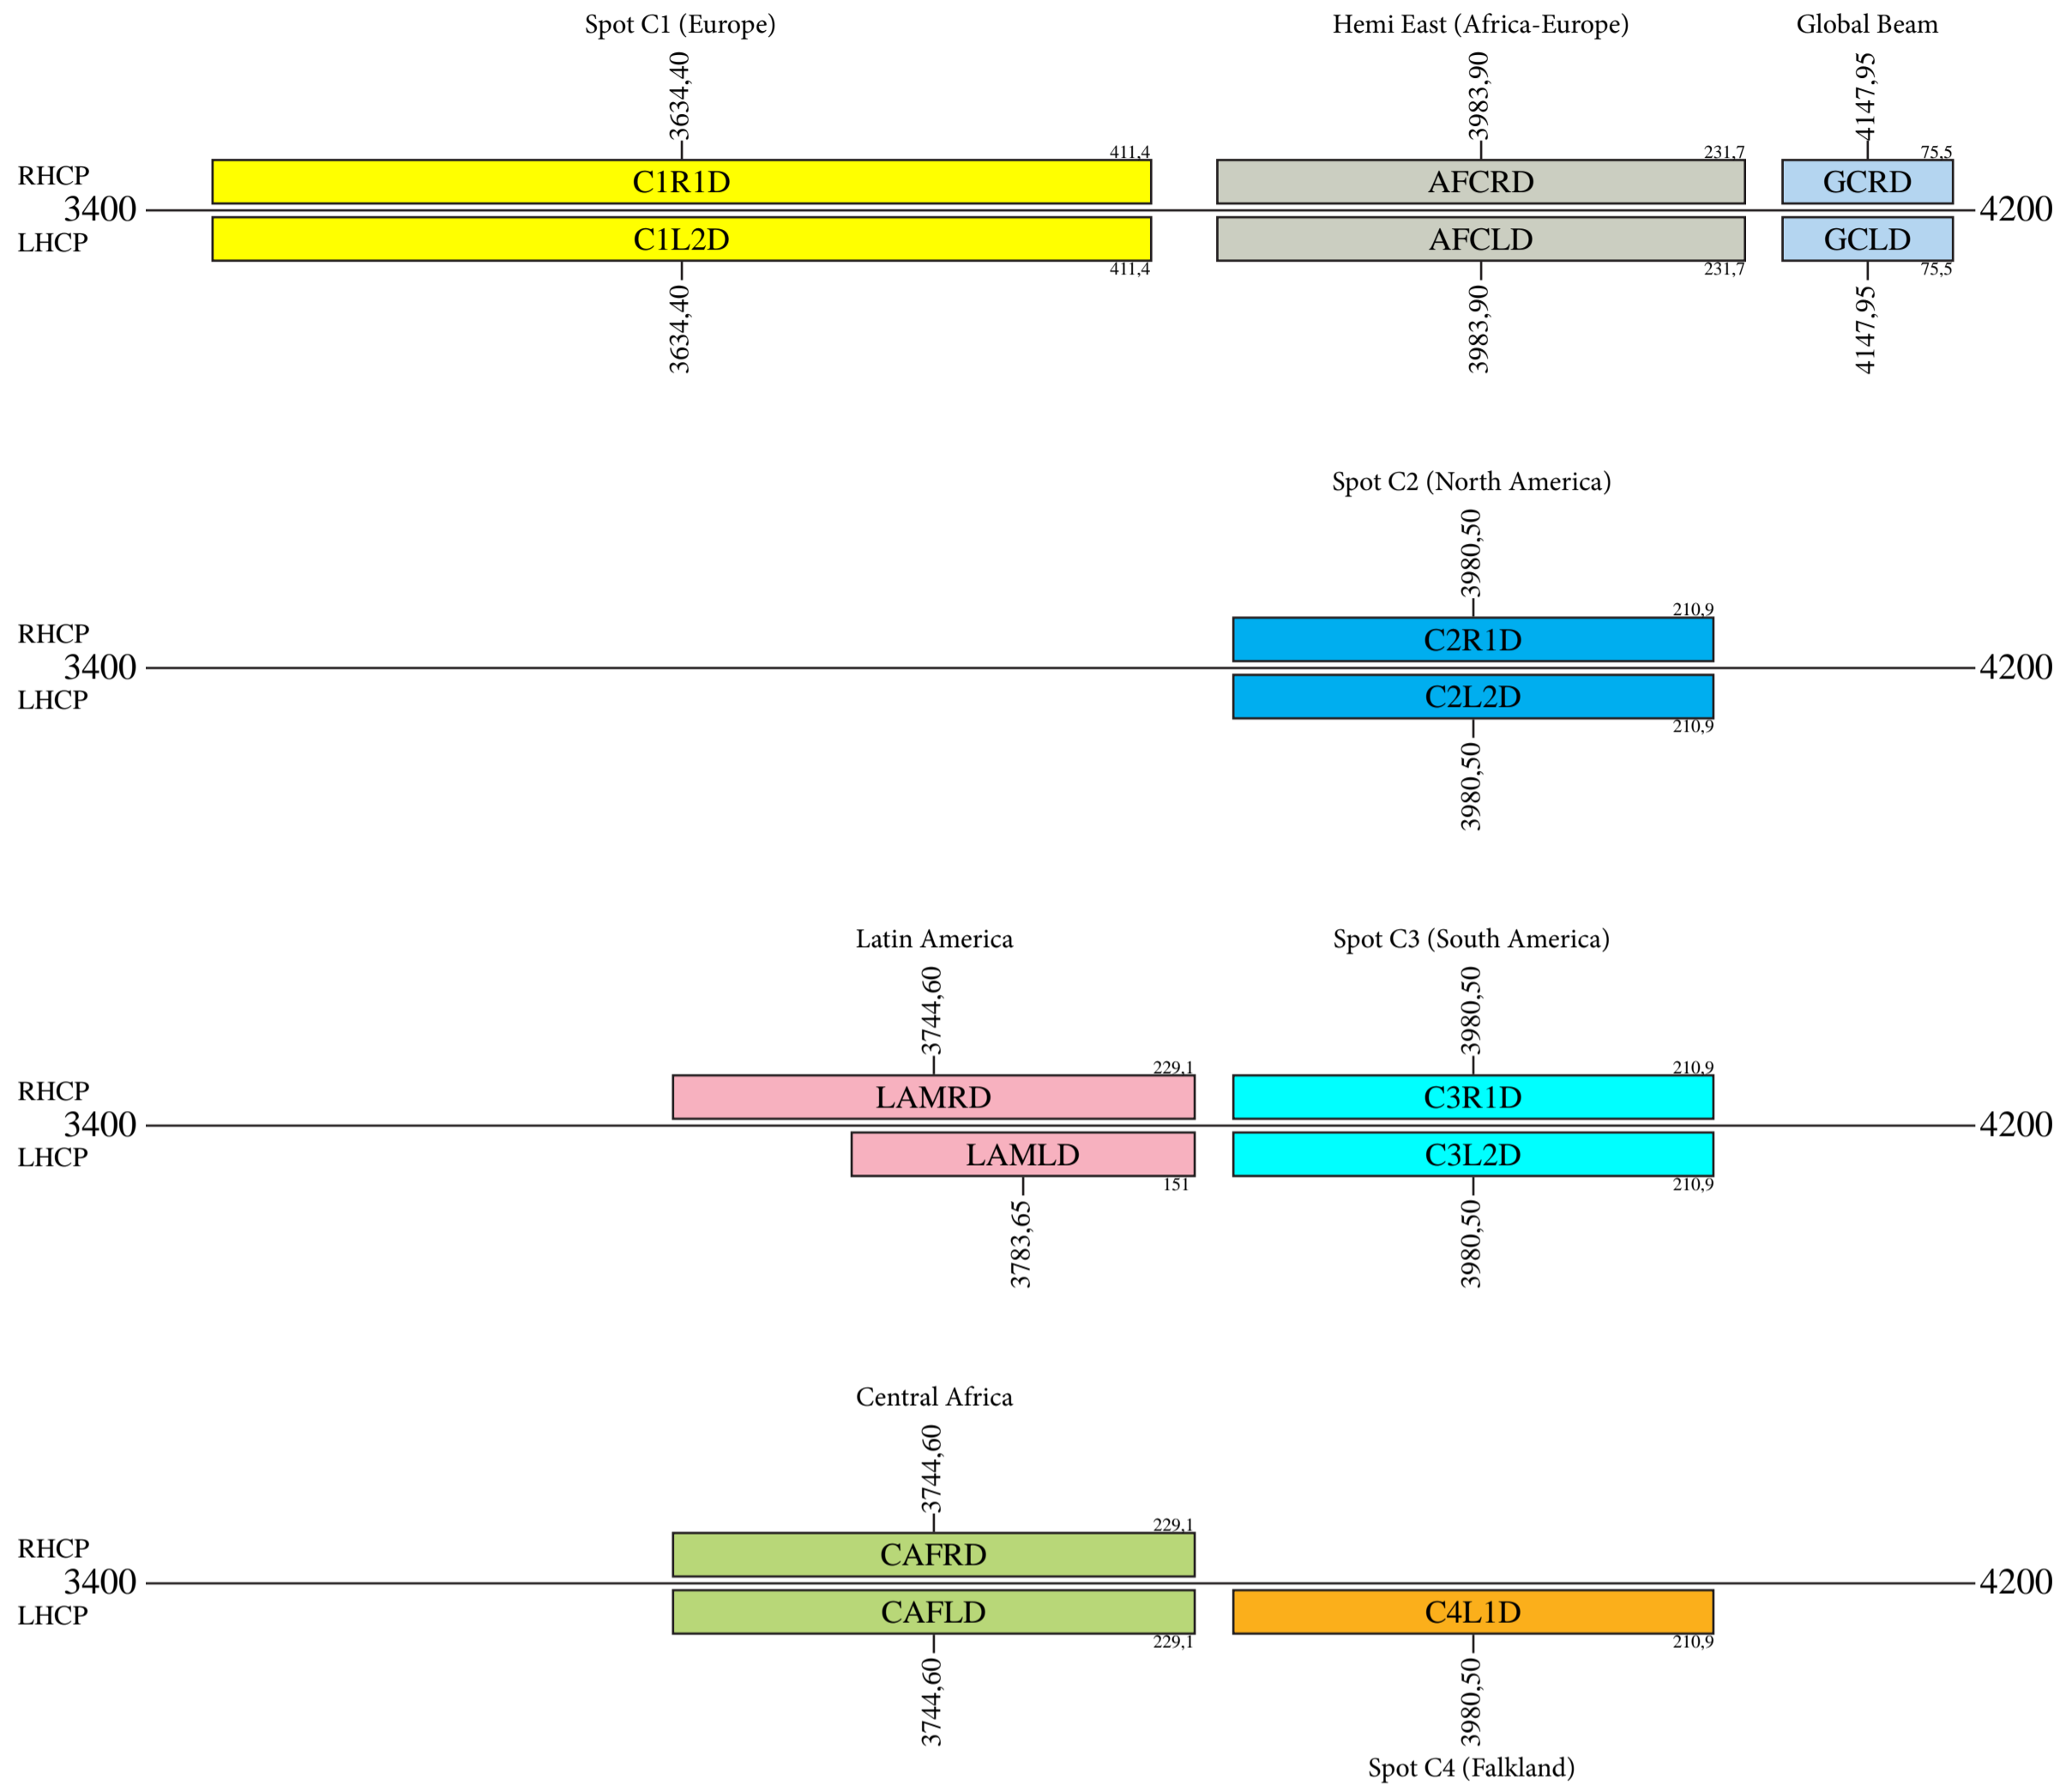 Spot C1 (Europe) Hemi East (Africa-Europe) Global Beam
3634,40 3983,90 4147,95
411,4 231,7 75,5
RHCP C1R1D AFCRD GCRD
3400 4200
LHCP C1L2D AFCLD GCLD
411,4 231,7 75,5
3634,40 3983,90 4147,95
Spot C2 (North America)
3980,50
210,9
RHCP C2R1D
3400 4200
LHCP C2L2D
210,9
3980,50
Latin America Spot C3 (South America)
3744,60 3980,50
229,1 210,9
RHCP LAMRD C3R1D
3400 4200
LHCP LAMLD C3L2D
151 210,9
3783,65 3980,50
Central Africa
3744,60
229,1
RHCP CAFRD
3400 4200
LHCP CAFLD C4L1D
229,1 210,9
3744,60 3980,50
Spot C4 (Falkland)